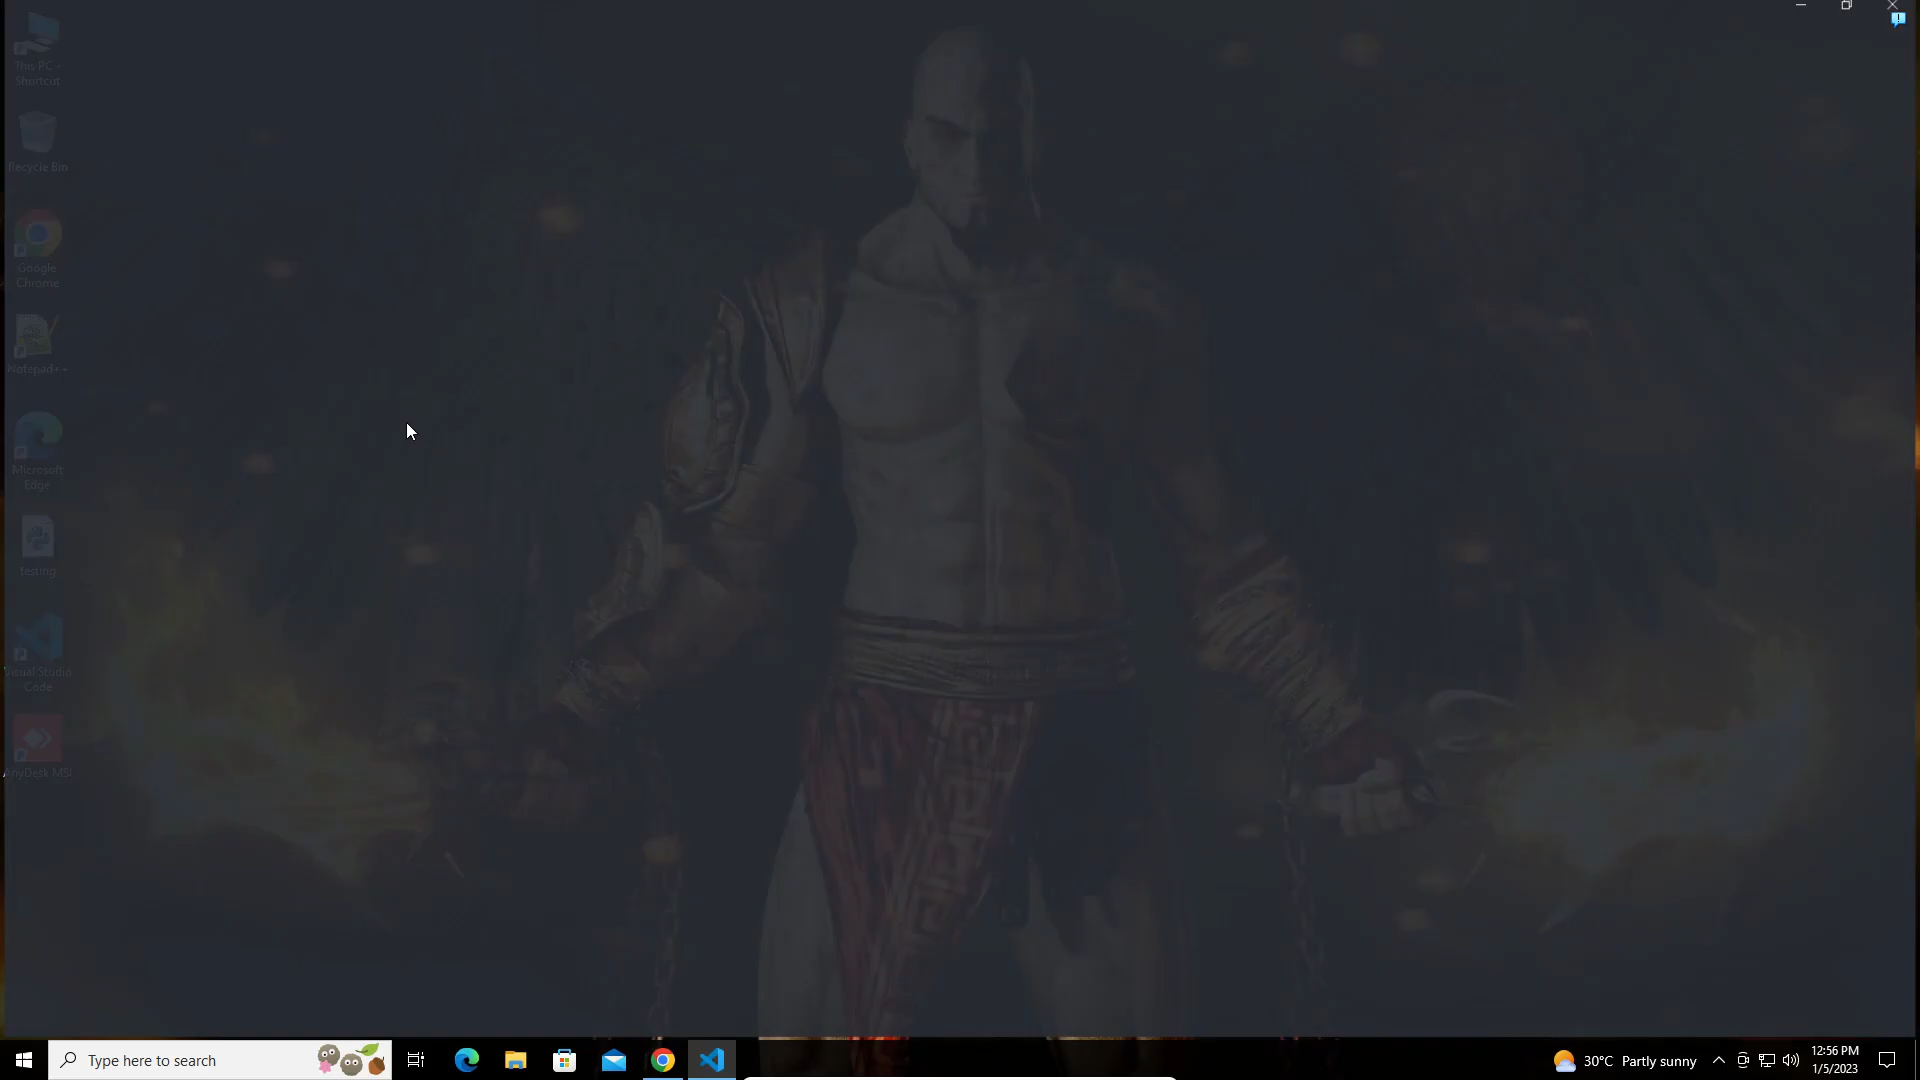 This PC -
Shortcut
Recycle Bin
Google
Chrome
Notepad++
Microsoft
Edge
testing
Visual Studio
Code
AnyDesk MSI
Type here to search
30°C Partly sunny
12:56 PM
1/5/2023